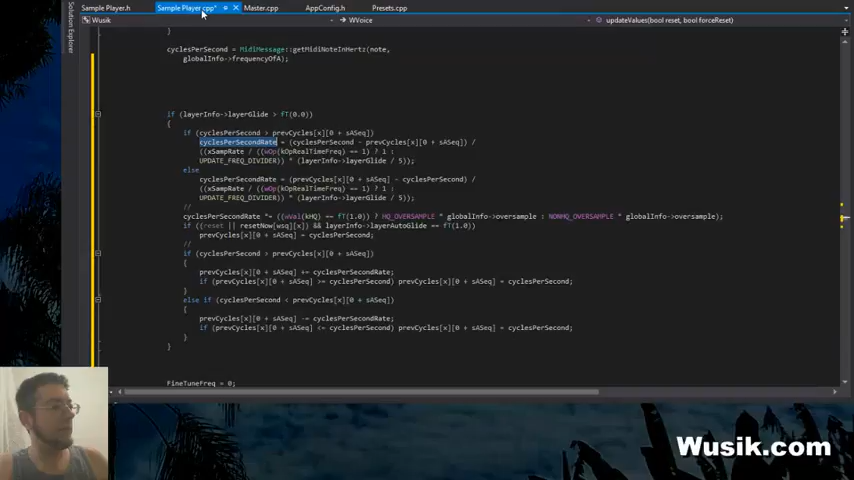 Sample Player.h Sample Player.cpp* Master.cpp AppConfig.h Presets.cpp
Solution Explorer
Wusik WVoice updateValues(bool reset, bool forceReset)
}
cyclesPerSecond = MidiMessage::getMidiNoteInHertz(note,
globalInfo->frequencyOfA);
if (layerInfo->layerGlide > fT(0.0))
{
if (cyclesPerSecond > prevCycles[x][0 + sASeq])
cyclesPerSecondRate = (cyclesPerSecond - prevCycles[x][0 + sASeq]) /
((xSampRate / ((wOp(kOpRealTimeFreq) == 1) ? 1 :
UPDATE_FREQ_DIVIDER)) * (layerInfo->layerGlide / 5));
else
cyclesPerSecondRate = (prevCycles[x][0 + sASeq] - cyclesPerSecond) /
((xSampRate / ((wOp(kOpRealTimeFreq) == 1) ? 1 :
UPDATE_FREQ_DIVIDER)) * (layerInfo->layerGlide / 5));
//
cyclesPerSecondRate *= ((wVal(kHQ) == fT(1.0)) ? HQ_OVERSAMPLE * globalInfo->oversample : NONHQ_OVERSAMPLE * globalInfo->oversample);
if ((reset || resetNow[wsq][x]) && layerInfo->layerAutoGlide == fT(1.0))
prevCycles[x][0 + sASeq] = cyclesPerSecond;
//
if (cyclesPerSecond > prevCycles[x][0 + sASeq])
{
prevCycles[x][0 + sASeq] += cyclesPerSecondRate;
if (prevCycles[x][0 + sASeq] >= cyclesPerSecond) prevCycles[x][0 + sASeq] = cyclesPerSecond;
}
else if (cyclesPerSecond < prevCycles[x][0 + sASeq])
{
prevCycles[x][0 + sASeq] -= cyclesPerSecondRate;
if (prevCycles[x][0 + sASeq] <= cyclesPerSecond) prevCycles[x][0 + sASeq] = cyclesPerSecond;
}
}
FineTuneFreq = 0;
Wusik.com